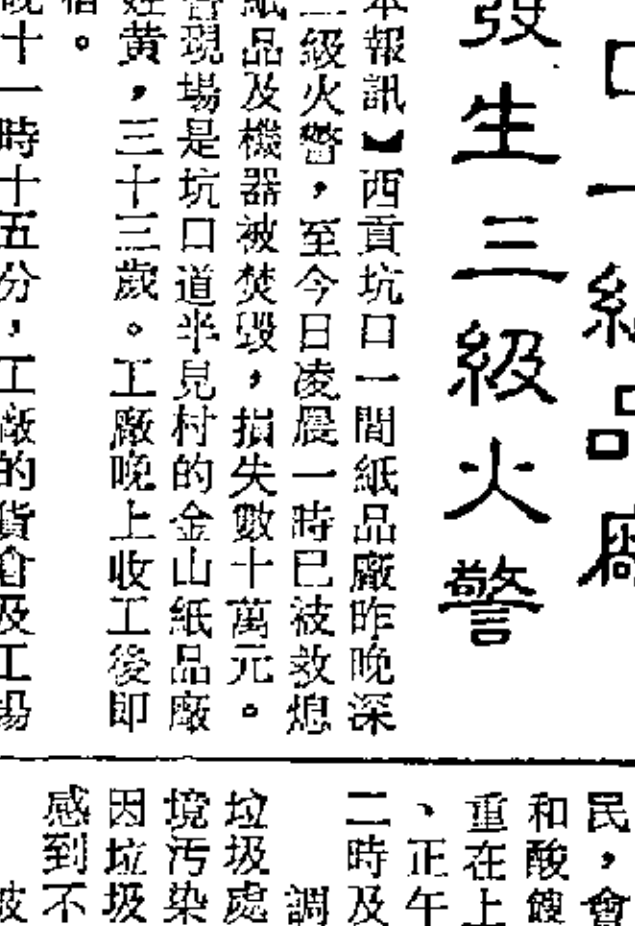 口一紙品廠
發生三級火警
本報訊】西貢坑口一間紙品廠昨晚深
三級火警，至今日凌晨一時已被救熄
紙品及機器被焚毀，損失數十萬元。
現場是坑口道半見村的金山紙品廠
姓黃，三十三歲。工廠晚上收工後即
宿。
晚十一時十五分，工廠的貨倉及工場
民，會
和酸餿
重在上
、正午
二時及
調
垃圾處
境污染
因垃圾
感到不